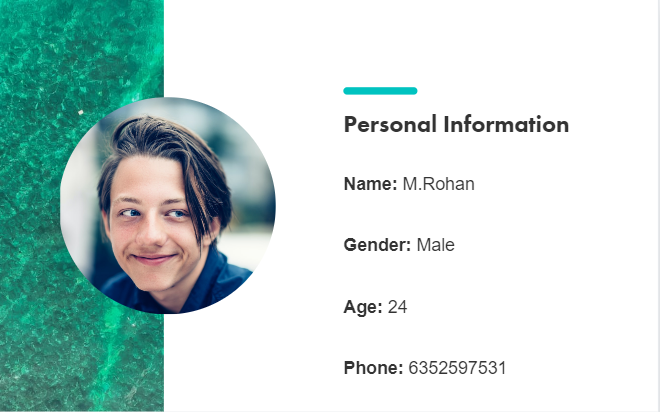 Personal Information
Name: M.Rohan
Gender: Male
Age: 24
Phone: 6352597531